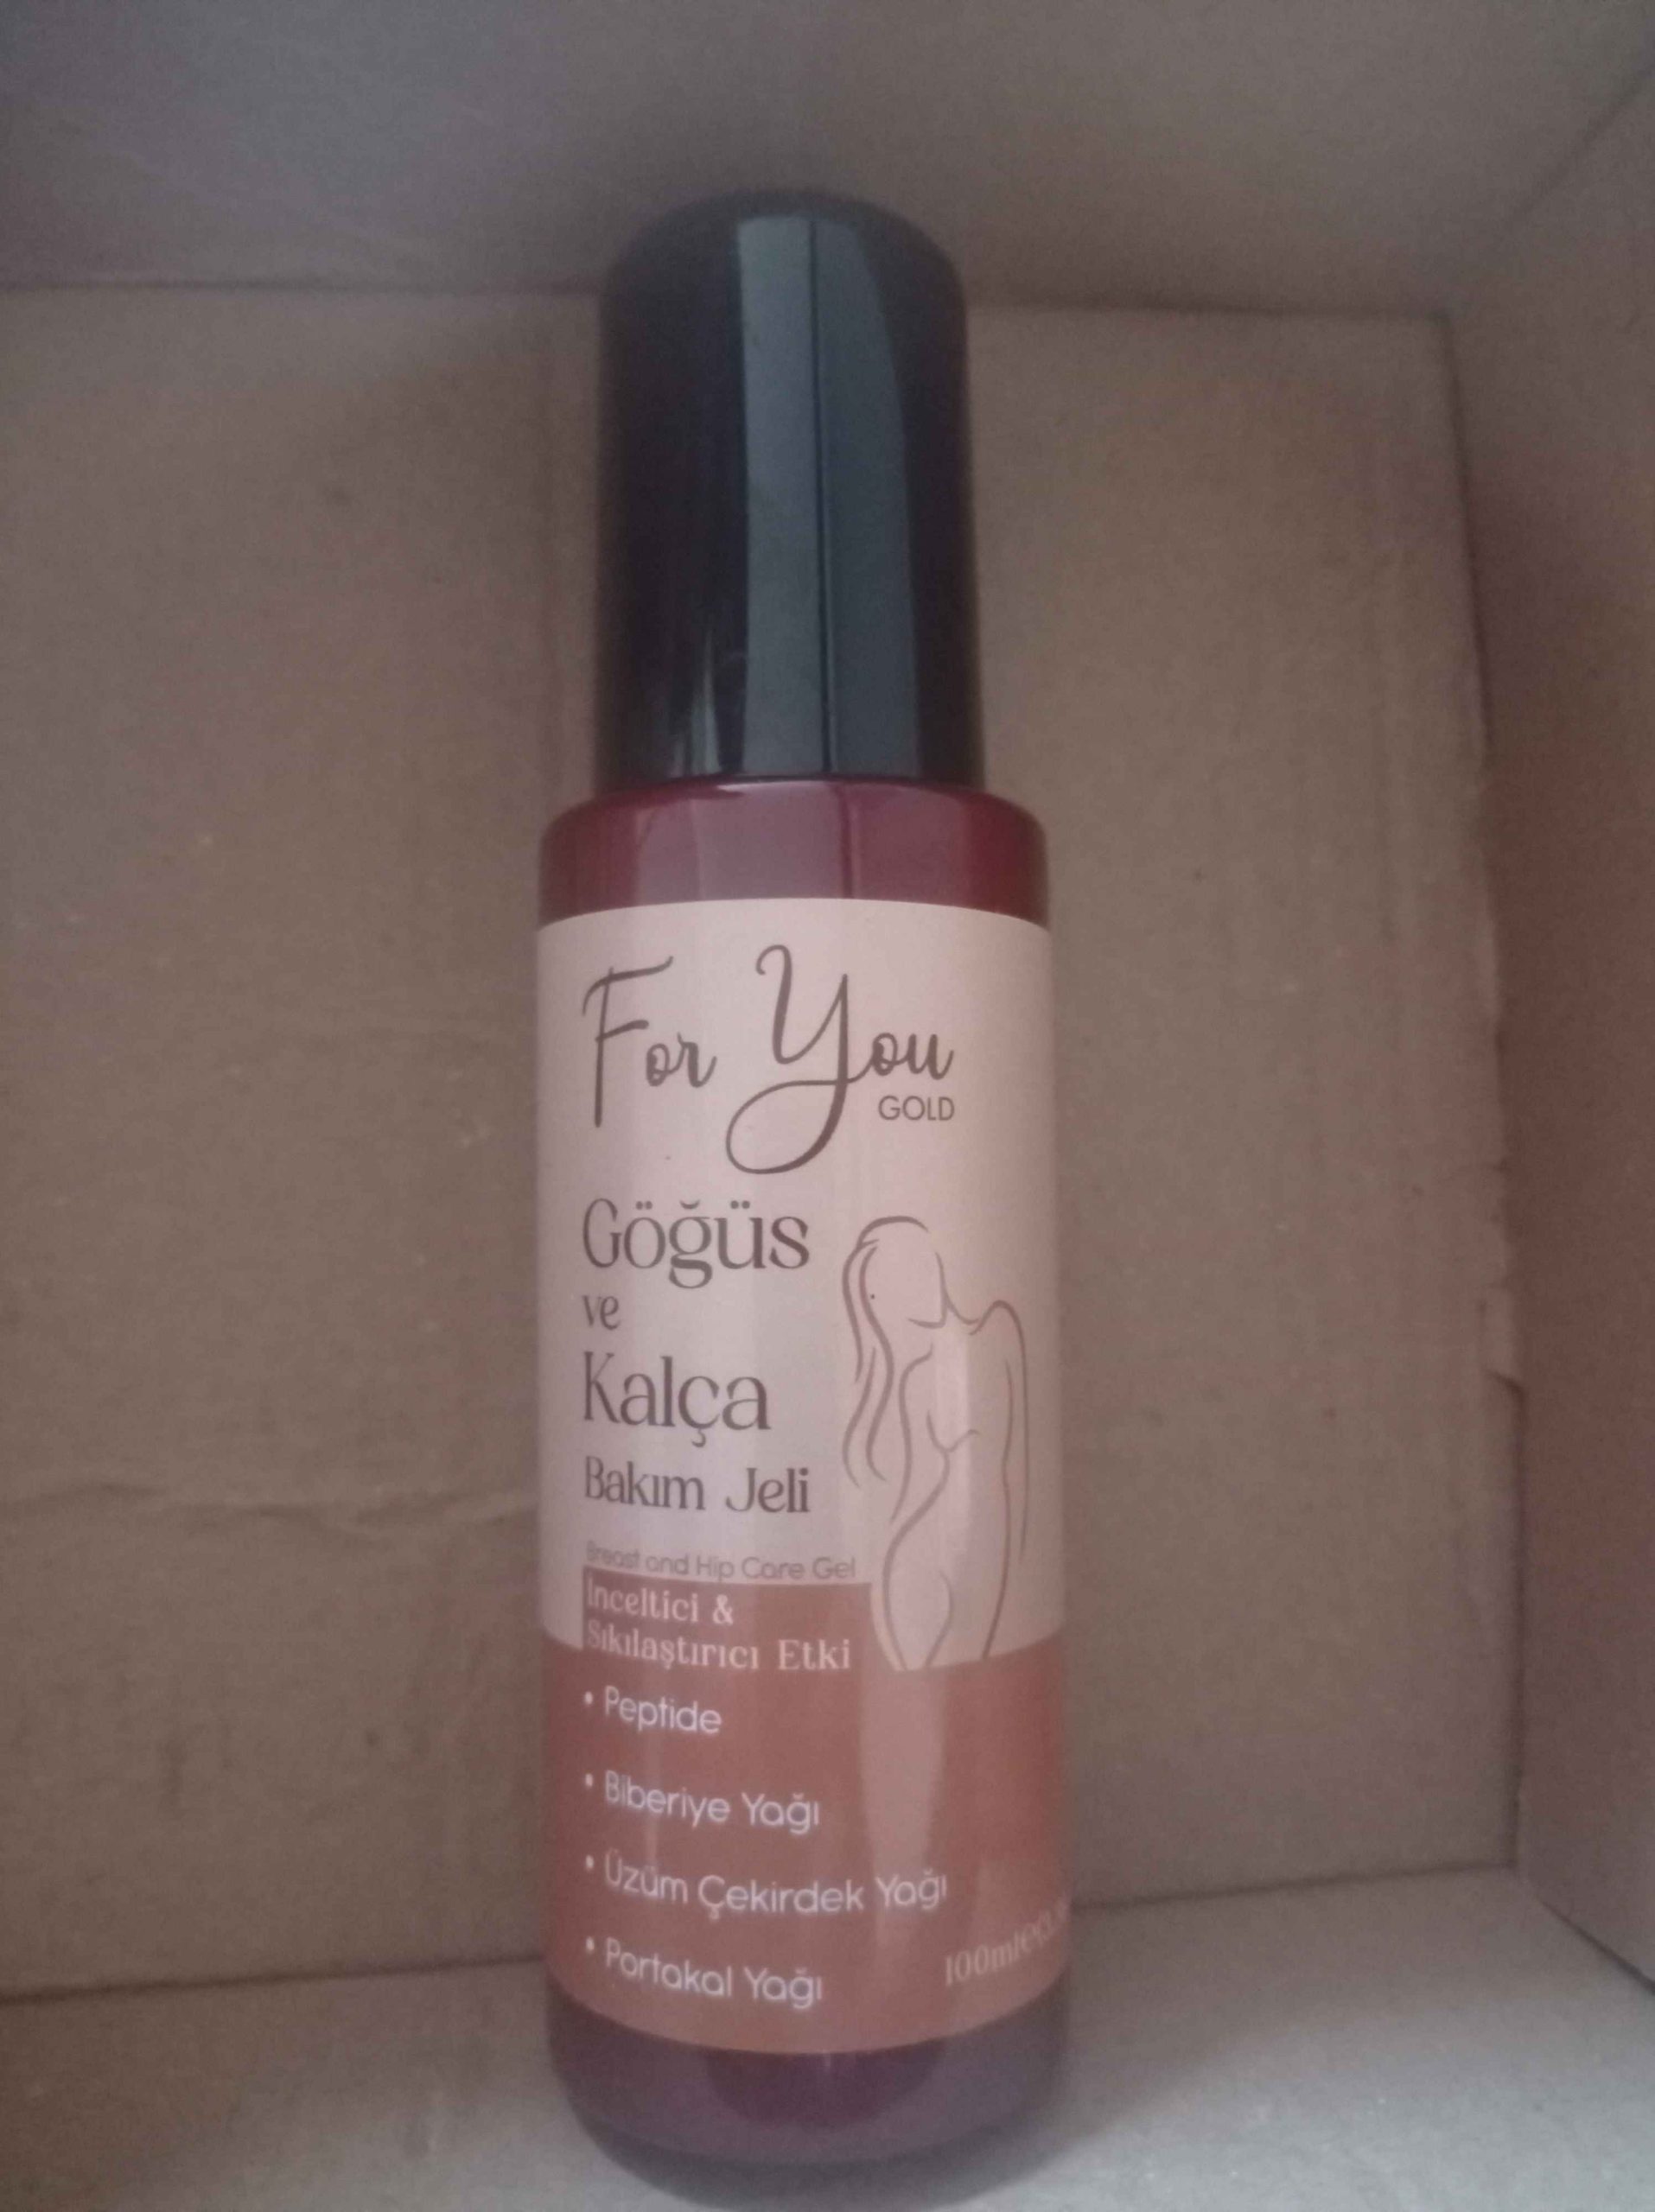 For You
GOLD
Göğüs
ve
Kalça
Bakım Jeli
Breast and Hip Care Gel
İnceltici &
Sıkılaştırıcı Etki
• Peptide
• Biberiye Yağı
• Üzüm Çekirdek Yağı
• Portakal Yağı
100ml